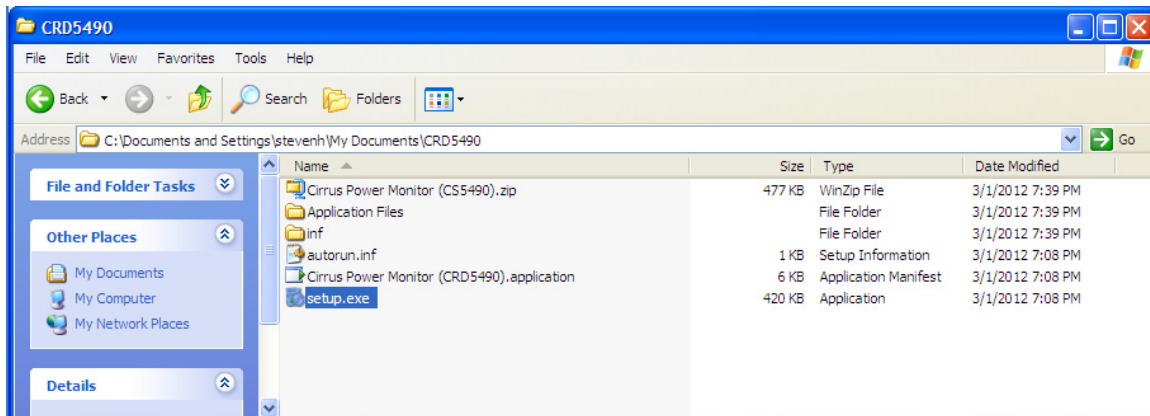 CRD5490
File Edit View Favorites Tools Help
Back Search Folders
Address C:\Documents and Settings\stevenh\My Documents\CRD5490 Go
File and Folder Tasks
Other Places
My Documents
My Computer
My Network Places
Details
Name Size Type Date Modified
Cirrus Power Monitor (CS5490).zip 477 KB WinZip File 3/1/2012 7:39 PM
Application Files File Folder 3/1/2012 7:39 PM
inf File Folder 3/1/2012 7:39 PM
autorun.inf 1 KB Setup Information 3/1/2012 7:08 PM
Cirrus Power Monitor (CRD5490).application 6 KB Application Manifest 3/1/2012 7:08 PM
setup.exe 420 KB Application 3/1/2012 7:08 PM